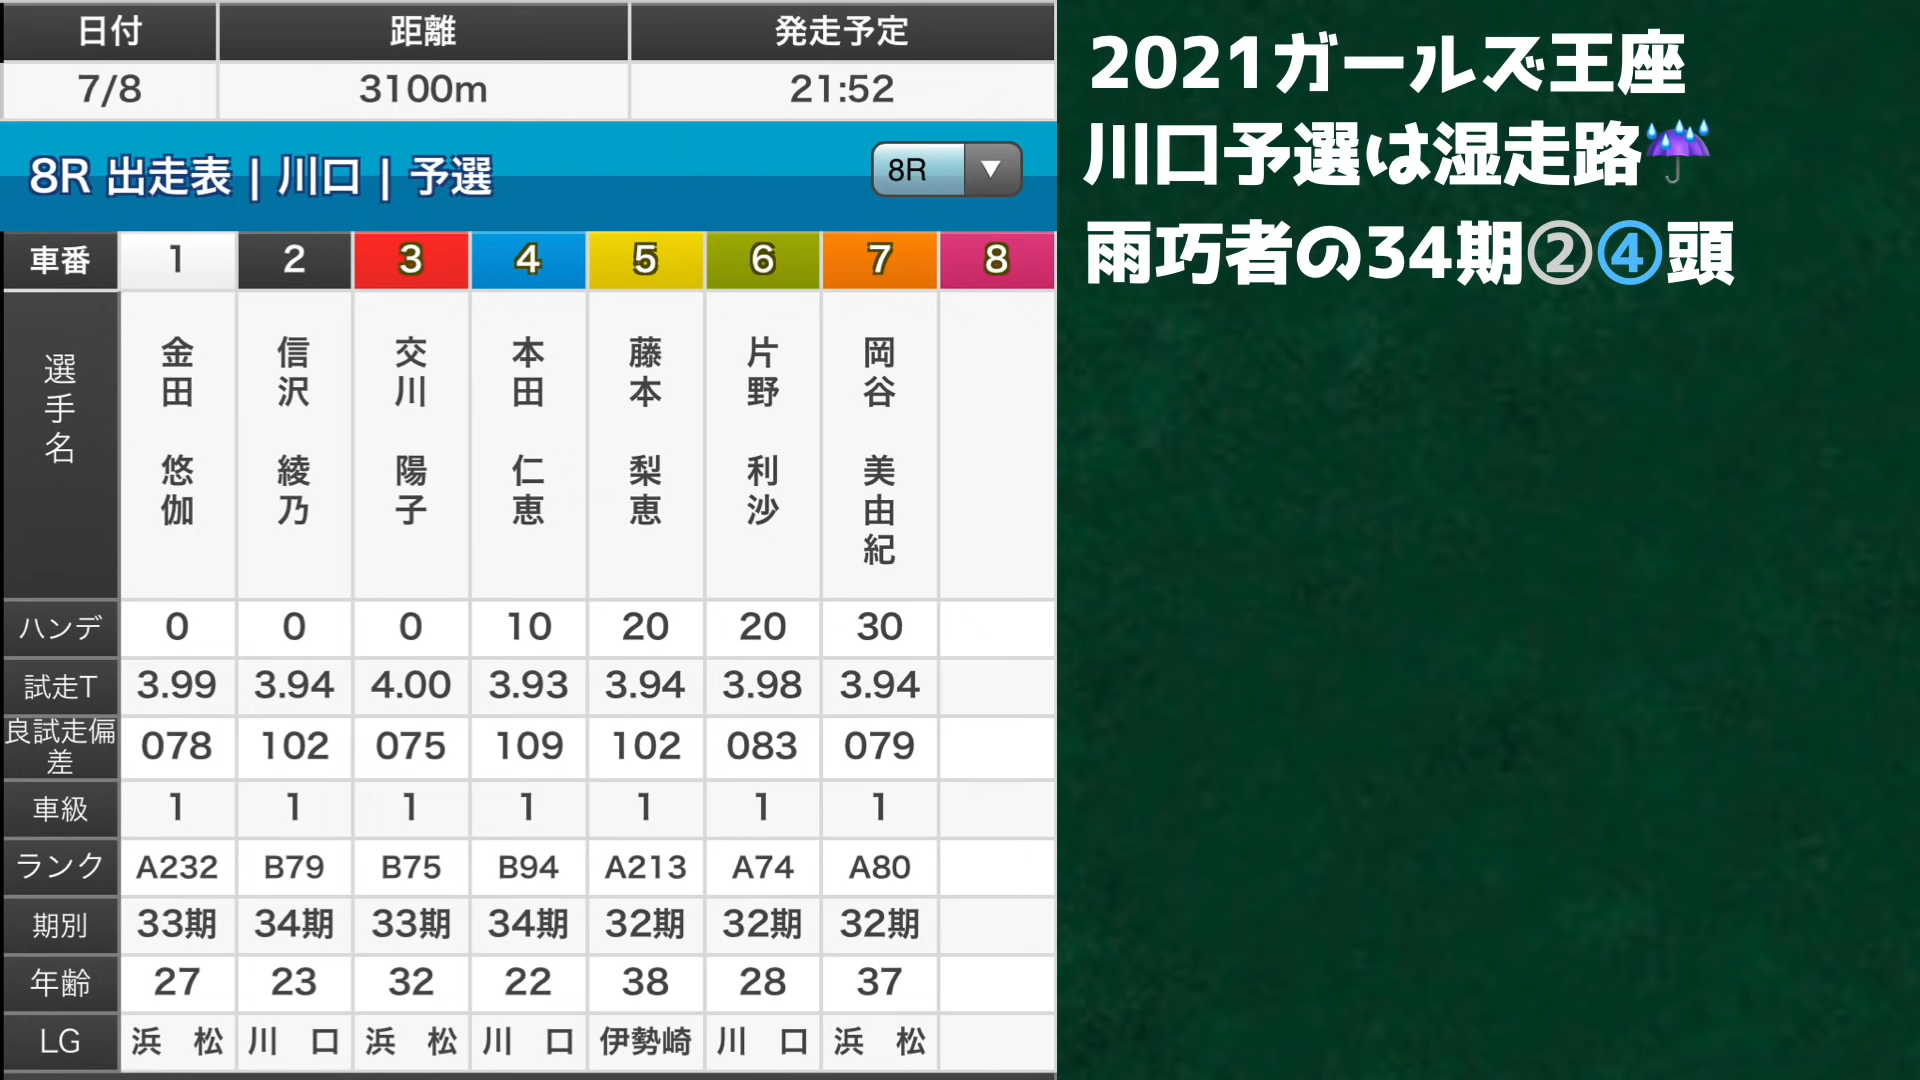 日付 距離 発走予定
7/8 3100m 21:52
8R 出走表 | 川口 | 予選 8R ▼
車番 1 2 3 4 5 6 7 8
選手名 金田 悠伽 信沢 綾乃 交川 陽子 本田 仁恵 藤本 梨恵 片野 利沙 岡谷 美由紀
ハンデ 0 0 0 10 20 20 30
試走T 3.99 3.94 4.00 3.93 3.94 3.98 3.94
良試走偏差 078 102 075 109 102 083 079
車級 1 1 1 1 1 1 1
ランク A232 B79 B75 B94 A213 A74 A80
期別 33期 34期 33期 34期 32期 32期 32期
年齢 27 23 32 22 38 28 37
LG 浜 松 川 口 浜 松 川 口 伊勢崎 川 口 浜 松
2021ガールズ王座
川口予選は湿走路☔
雨巧者の34期②④頭